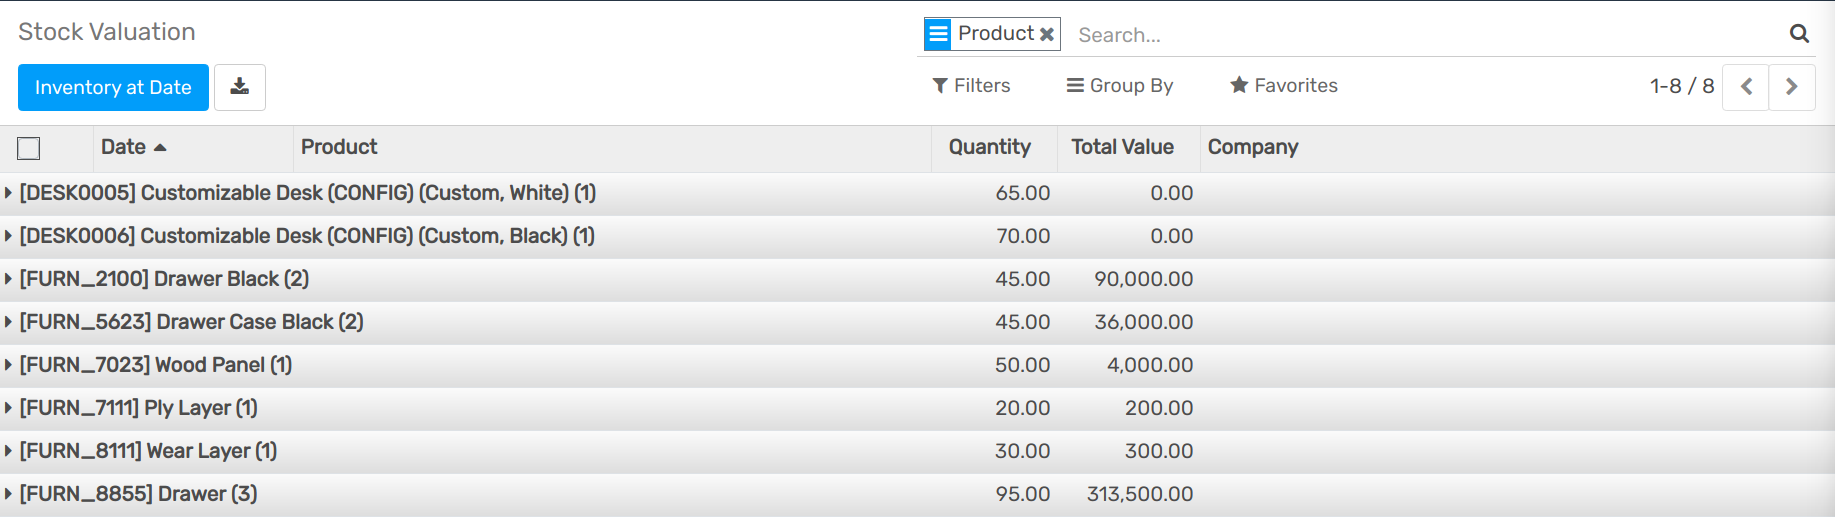 Stock Valuation
Product
Search...
Inventory at Date
Filters
Group By
Favorites
1-8 / 8
Date Product Quantity Total Value Company
[DESK0005] Customizable Desk (CONFIG) (Custom, White) (1) 65.00 0.00
[DESK0006] Customizable Desk (CONFIG) (Custom, Black) (1) 70.00 0.00
[FURN_2100] Drawer Black (2) 45.00 90,000.00
[FURN_5623] Drawer Case Black (2) 45.00 36,000.00
[FURN_7023] Wood Panel (1) 50.00 4,000.00
[FURN_7111] Ply Layer (1) 20.00 200.00
[FURN_8111] Wear Layer (1) 30.00 300.00
[FURN_8855] Drawer (3) 95.00 313,500.00